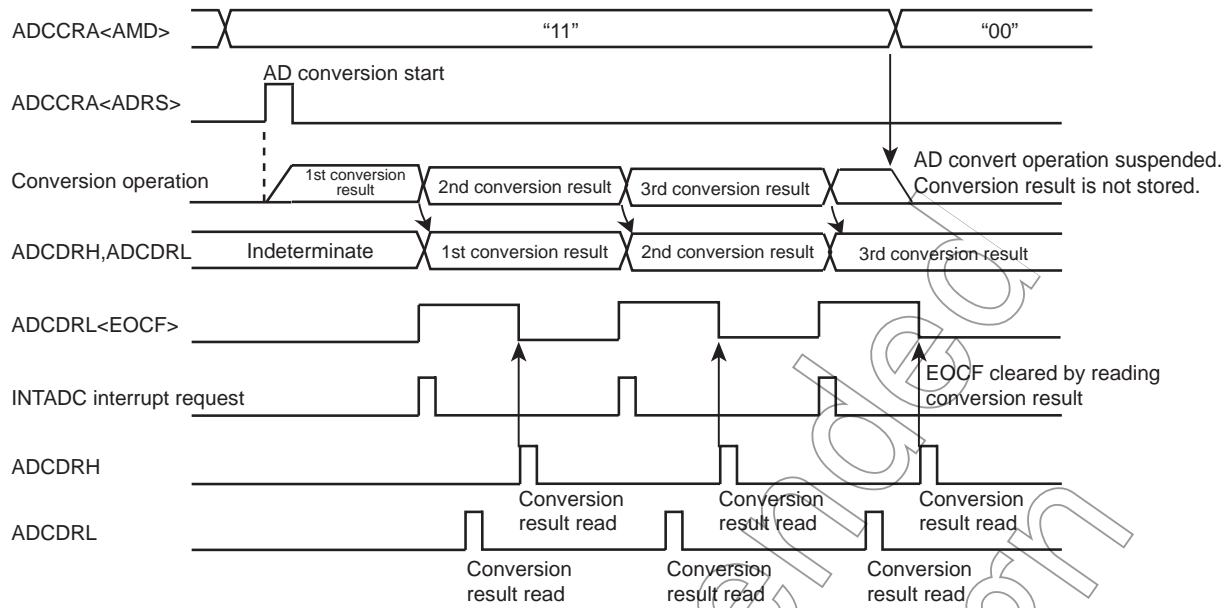 ADCCRA<AMD>
“11”
“00”
AD conversion start
ADCCRA<ADRS>
Conversion operation
1st conversion
result
2nd conversion result
3rd conversion result
AD convert operation suspended.
Conversion result is not stored.
ADCDRH,ADCDRL
Indeterminate
1st conversion result
2nd conversion result
3rd conversion result
ADCDRL<EOCF>
INTADC interrupt request
EOCF cleared by reading
conversion result
ADCDRH
Conversion
result read
Conversion
result read
Conversion
result read
ADCDRL
Conversion
result read
Conversion
result read
Conversion
result read
ended
on